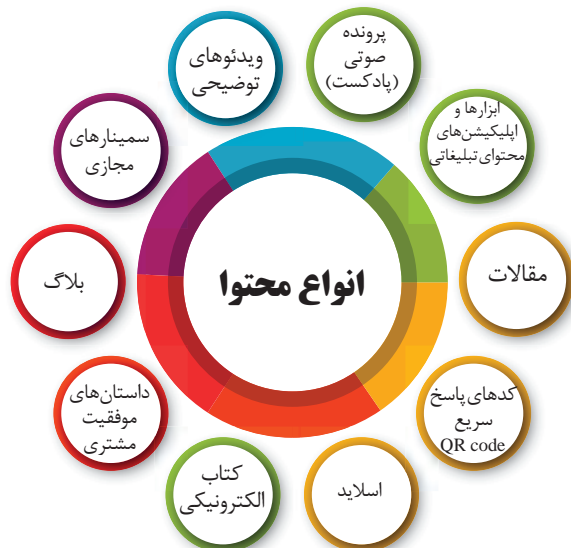 انواع محتوا
پرونده
صوتی
(پادکست)
ابزارها و
اپلیکیشن‌های
محتوای تبلیغاتی
مقالات
کدهای پاسخ
سریع
QR code
اسلاید
کتاب
الکترونیکی
داستان‌های
موفقیت
مشتری
بلاگ
سمینارهای
مجازی
ویدئوهای
توضیحی